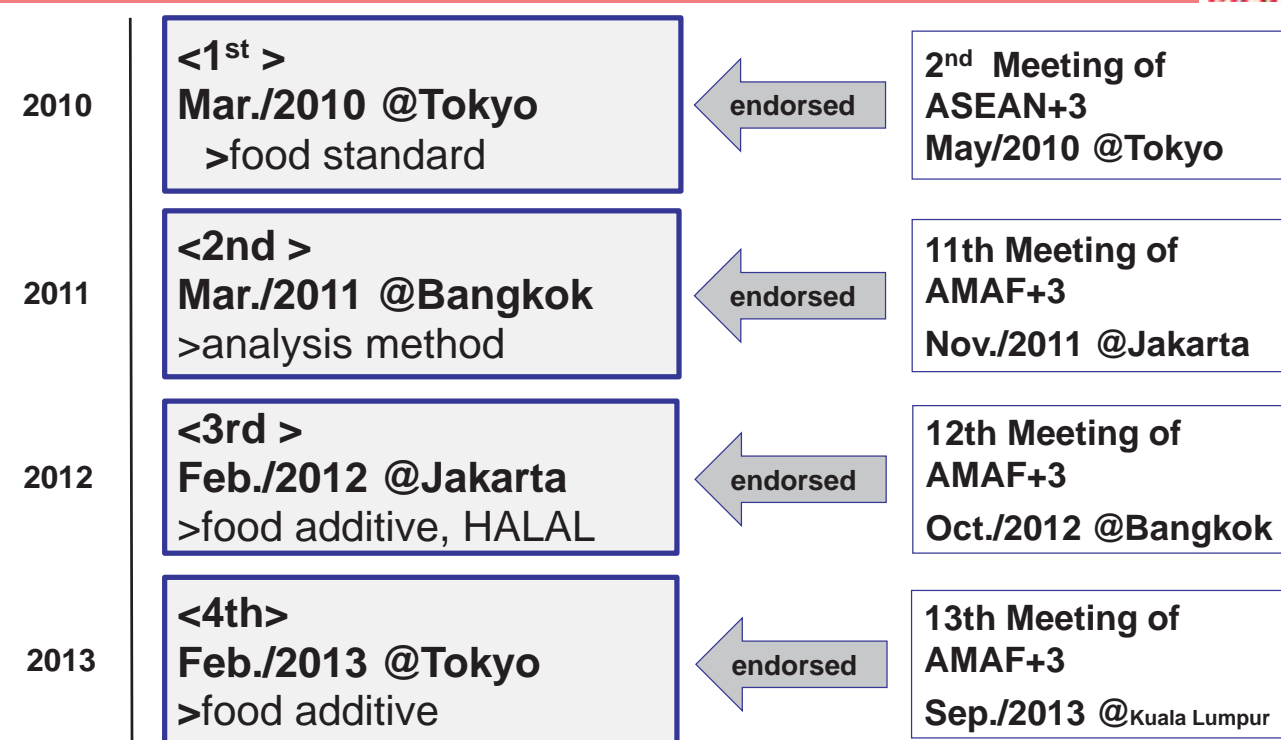 2010
<1st >
Mar./2010 @Tokyo
>food standard
endorsed
2nd Meeting of
ASEAN+3
May/2010 @Tokyo
2011
<2nd >
Mar./2011 @Bangkok
>analysis method
endorsed
11th Meeting of
AMAF+3
Nov./2011 @Jakarta
2012
<3rd >
Feb./2012 @Jakarta
>food additive, HALAL
endorsed
12th Meeting of
AMAF+3
Oct./2012 @Bangkok
2013
<4th>
Feb./2013 @Tokyo
>food additive
endorsed
13th Meeting of
AMAF+3
Sep./2013 @Kuala Lumpur